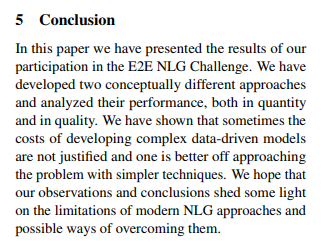 5 Conclusion
In this paper we have presented the results of our
participation in the E2E NLG Challenge. We have
developed two conceptually different approaches
and analyzed their performance, both in quantity
and in quality. We have shown that sometimes the
costs of developing complex data-driven models
are not justified and one is better off approaching
the problem with simpler techniques. We hope that
our observations and conclusions shed some light
on the limitations of modern NLG approaches and
possible ways of overcoming them.